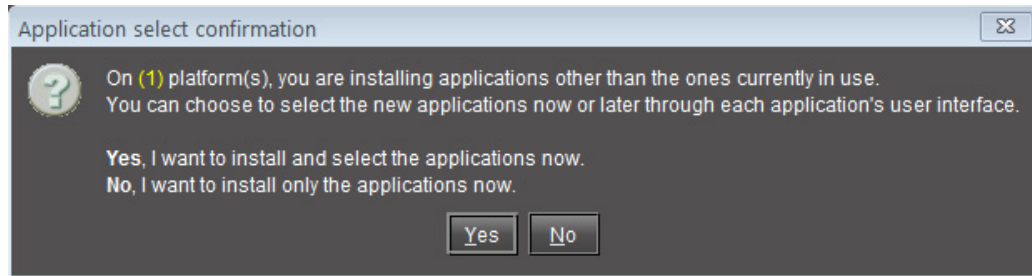 Application select confirmation
On (1) platform(s), you are installing applications other than the ones currently in use.
You can choose to select the new applications now or later through each application's user interface.
Yes, I want to install and select the applications now.
No, I want to install only the applications now.
Yes No